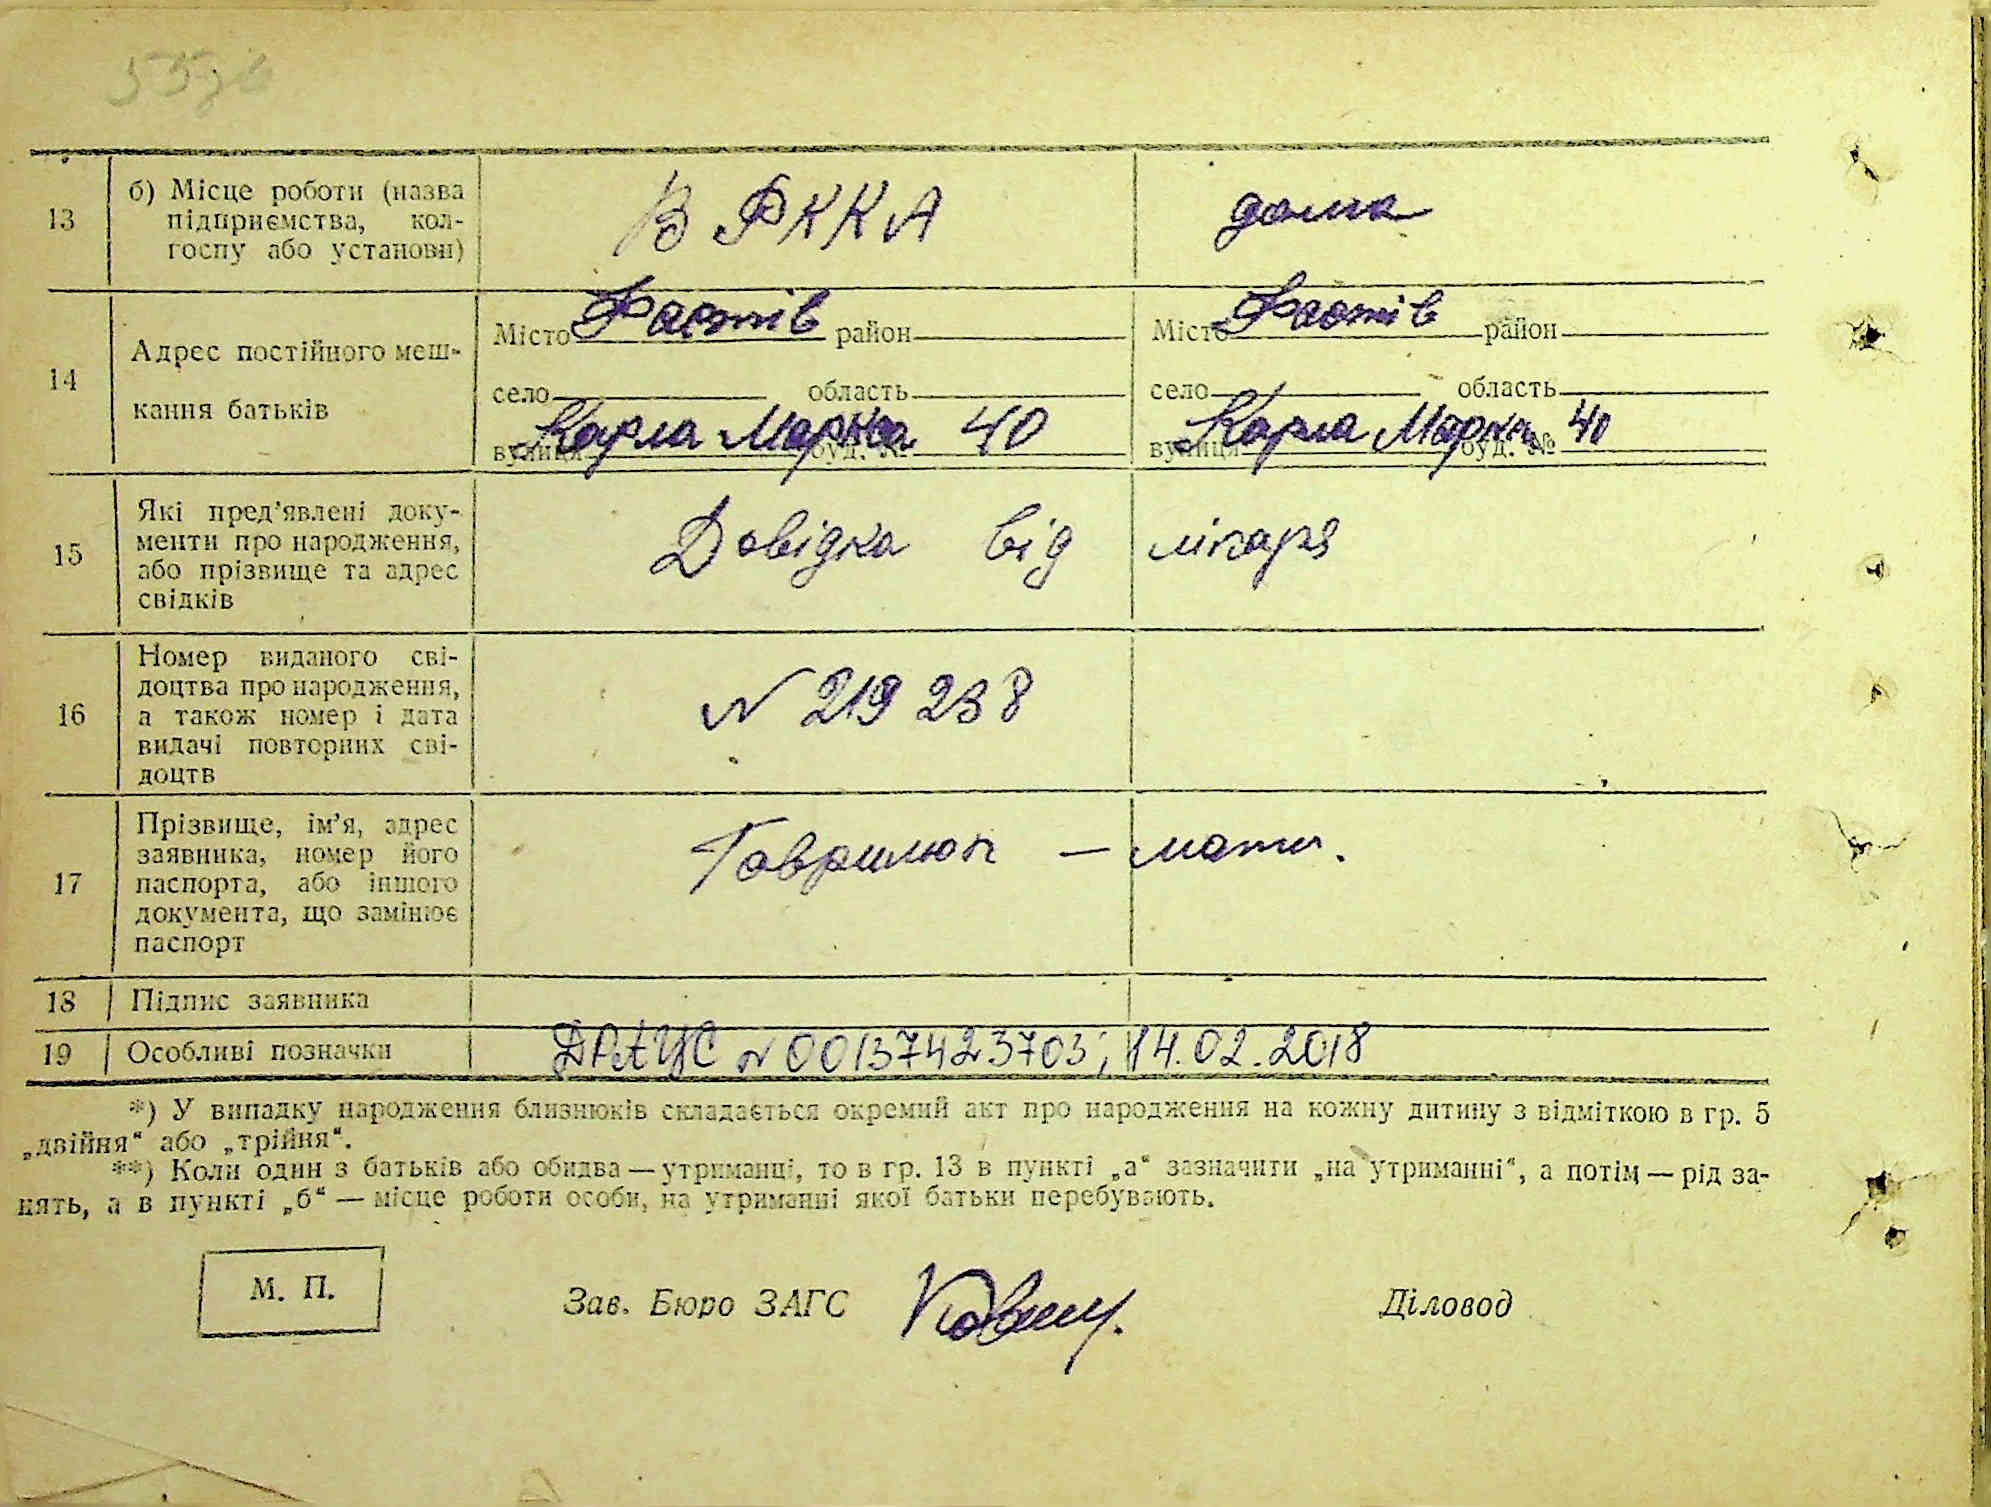 13 б) Місце роботи (назва
підприємства, кол-
госпу або установи)
В РККА дома
14 Адрес постійного меш-
кання батьків
Місто Фастів район Місто Фастів район
село область село область
вулиця Карла Маркса буд. № 40 вулиця Карла Маркса буд. № 40
15 Які пред’явлені доку-
менти про народження,
або прізвище та адрес
свідків
Довідка від лікаря
16 Номер виданого сві-
доцтва про народження,
а також номер і дата
видачі повторних сві-
доцтв
N 219238
17 Прізвище, ім’я, адрес
заявника, номер його
паспорта, або іншого
документа, що замінює
паспорт
Гаврилюк — мати.
18 Підпис заявника
19 Особливі позначки ДРАЦС N 00137423703; 14.02.2018
*) У випадку народження близнюків складається окремий акт про народження на кожну дитину з відміткою в гр. 5
„двійня“ або „трійня“.
**) Коли один з батьків або обидва — утриманці, то в гр. 13 в пункті „а“ зазначити „на утриманні“, а потім — рід за-
нять, а в пункті „б“ — місце роботи особи, на утриманні якої батьки перебувають.
М. П. Зав. Бюро ЗАГС Діловод